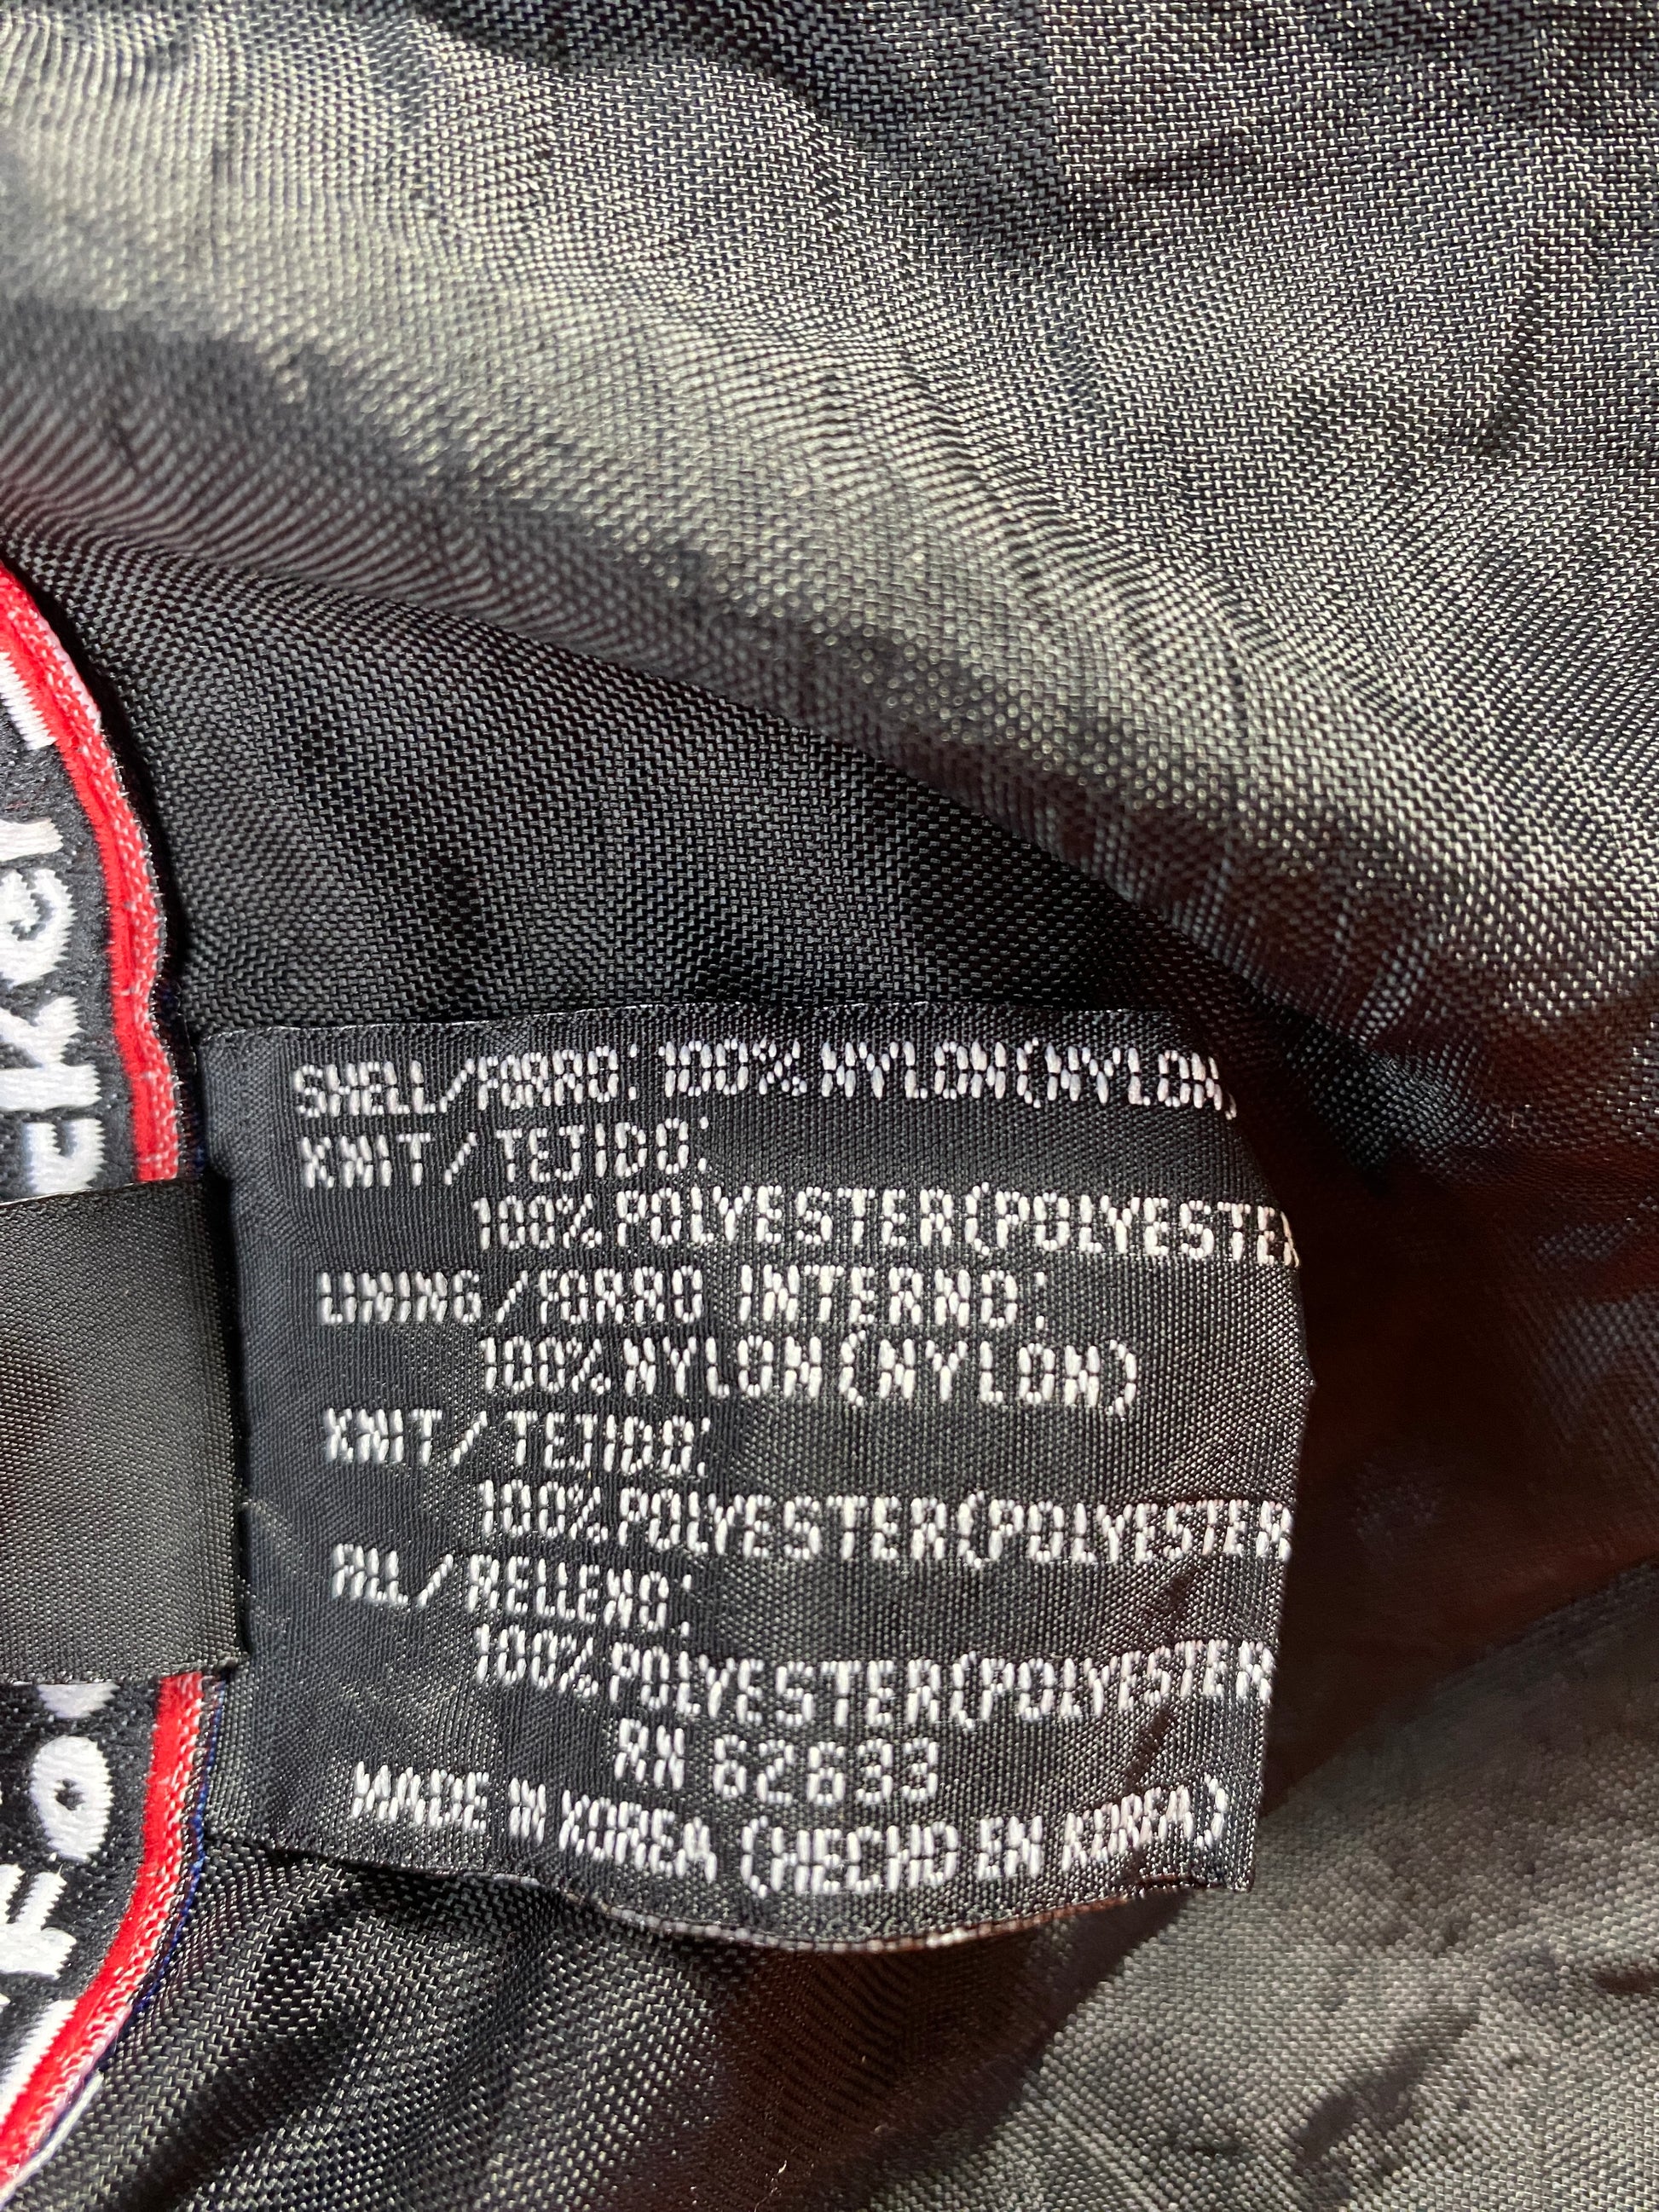 SHELL/FORRO: 100% NYLON(NYLON)
KNIT/TEJIDO:
100% POLYESTER(POLYESTER
LINING/FORRO INTERNO:
100% NYLON(NYLON)
KNIT/TEJIDO:
100% POLYESTER(POLYESTER
FILL/RELLENO:
100% POLYESTER(POLYESTER
RN 62633
MADE IN KOREA (HECHO EN KOREA)